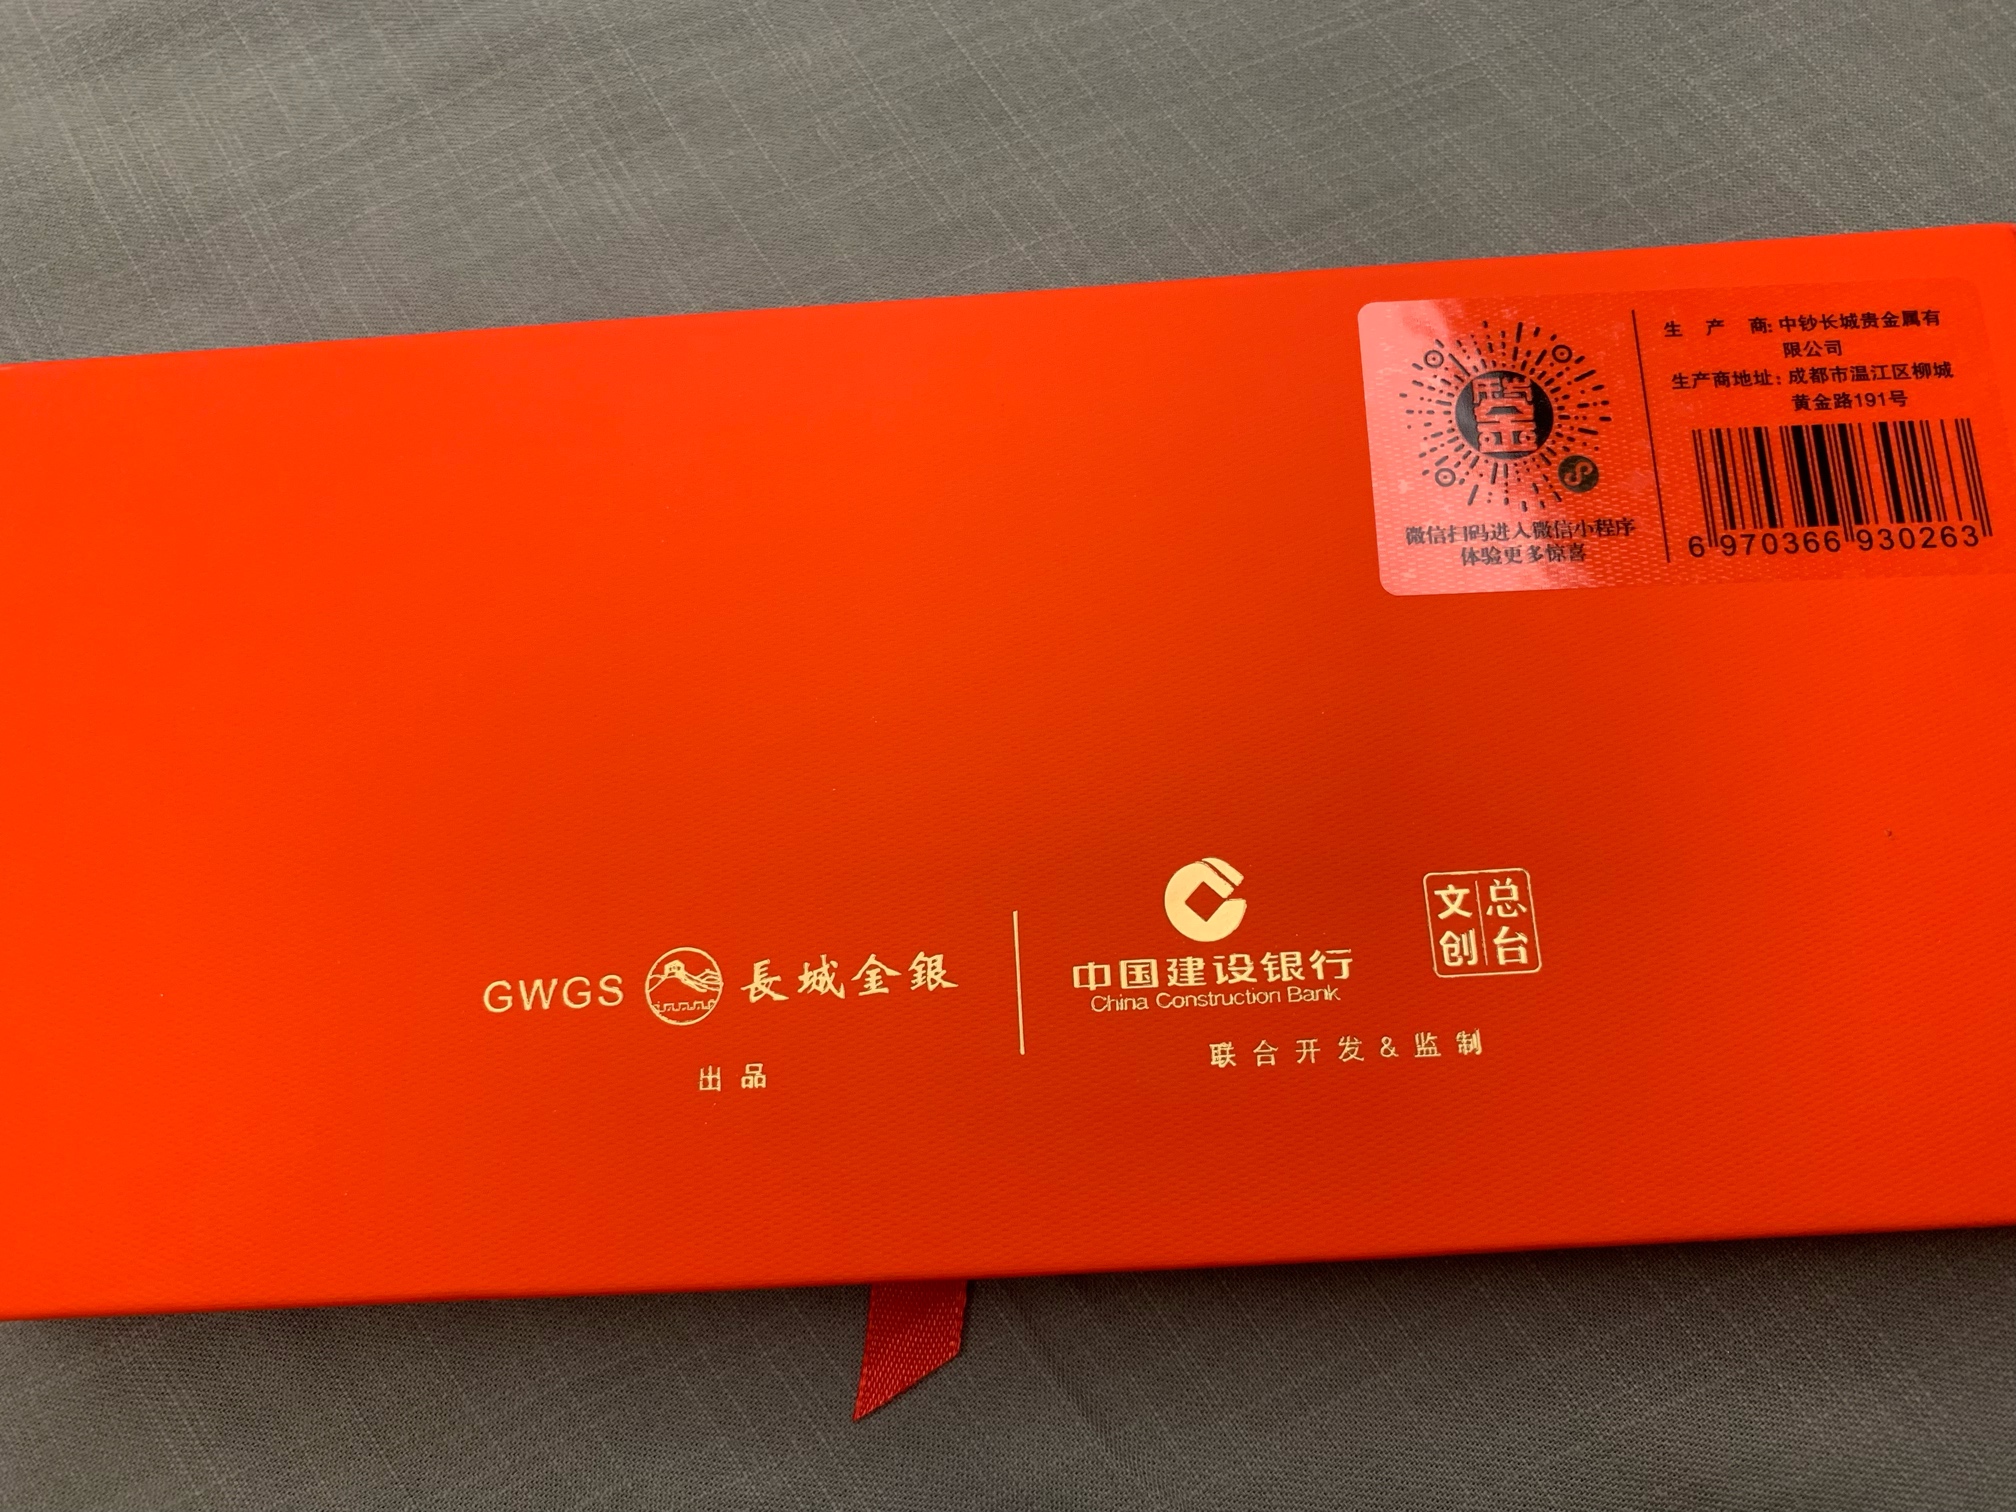 生 产 商: 中钞长城贵金属有
限公司
生产商地址: 成都市温江区柳城
黄金路191号
6 970366 930263
微信扫码进入微信小程序
体验更多惊喜
GWGS 長城金銀
出品
中国建设银行
China Construction Bank
文创 总台
联合开发&监制